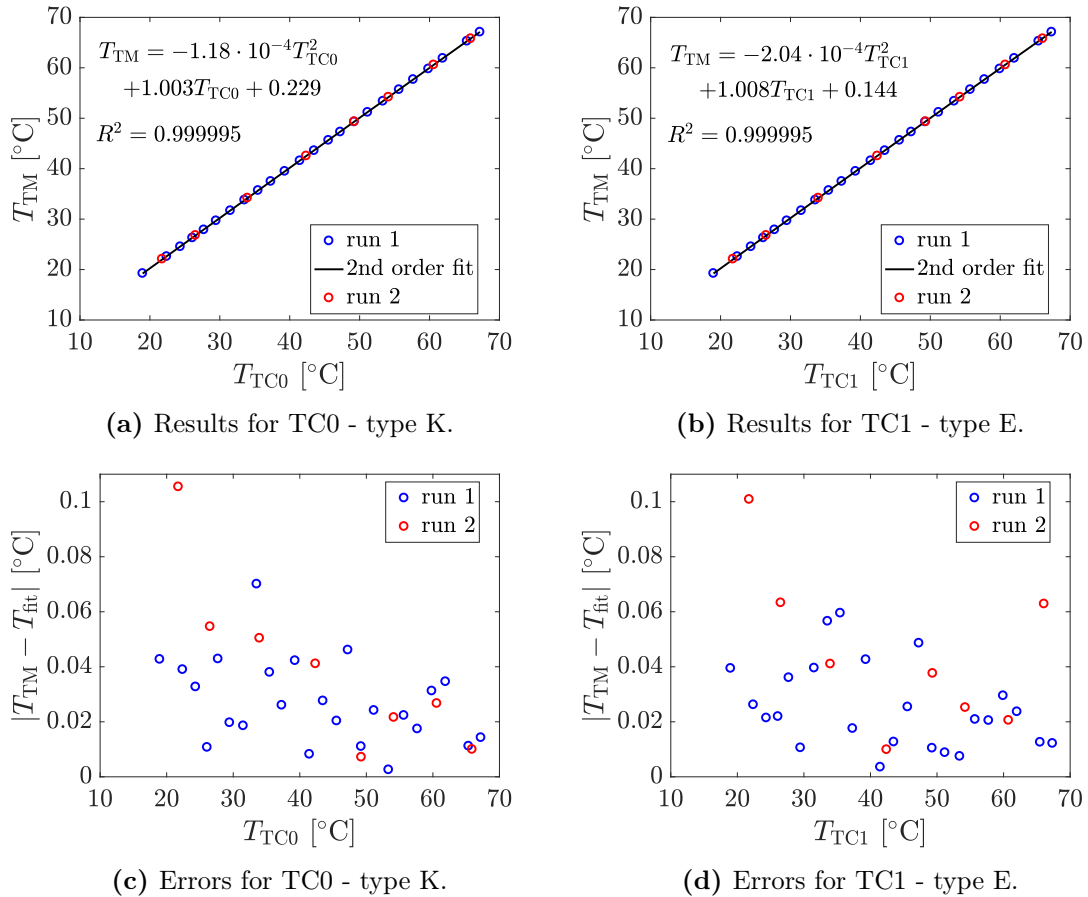 70
60
50
40
30
20
10
T_TM [°C]
T_TM = −1.18 · 10^−4 T^2_TC0
+1.003T_TC0 + 0.229
R^2 = 0.999995
run 1
2nd order fit
run 2
10 20 30 40 50 60 70
T_TC0 [°C]
(a) Results for TC0 - type K.
70
60
50
40
30
20
10
T_TM [°C]
T_TM = −2.04 · 10^−4 T^2_TC1
+1.008T_TC1 + 0.144
R^2 = 0.999995
run 1
2nd order fit
run 2
10 20 30 40 50 60 70
T_TC1 [°C]
(b) Results for TC1 - type E.
0.1
0.08
0.06
0.04
0.02
0
|T_TM − T_fit| [°C]
run 1
run 2
10 20 30 40 50 60 70
T_TC0 [°C]
(c) Errors for TC0 - type K.
0.1
0.08
0.06
0.04
0.02
0
|T_TM − T_fit| [°C]
run 1
run 2
10 20 30 40 50 60 70
T_TC1 [°C]
(d) Errors for TC1 - type E.